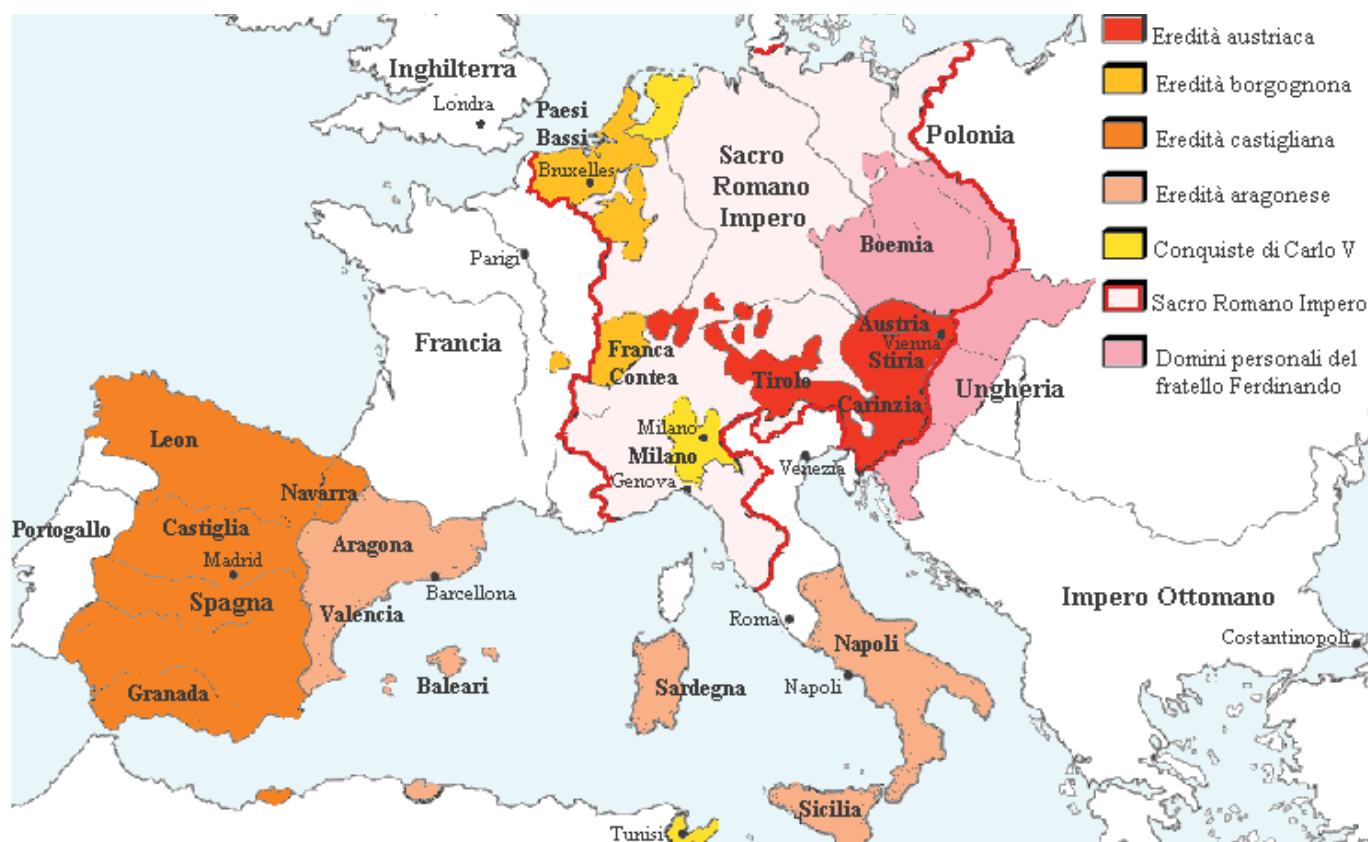 Eredità austriaca
Eredità borgognona
Eredità castigliana
Eredità aragonese
Conquiste di Carlo V
Sacro Romano Impero
Domini personali del
fratello Ferdinando
Inghilterra
Londra
Paesi
Bassi
Bruxelles
Sacro
Romano
Impero
Polonia
Boemia
Parigi
Francia
Franca
Contea
Austria
Vienna
Stiria
Tirolo
Carinzia
Ungheria
Milano
Milano
Genova
Venezia
Leon
Navarra
Portogallo
Castiglia
Madrid
Spagna
Aragona
Barcellona
Valencia
Granada
Baleari
Sardegna
Roma
Napoli
Napoli
Sicilia
Tunisi
Impero Ottomano
Costantinopoli